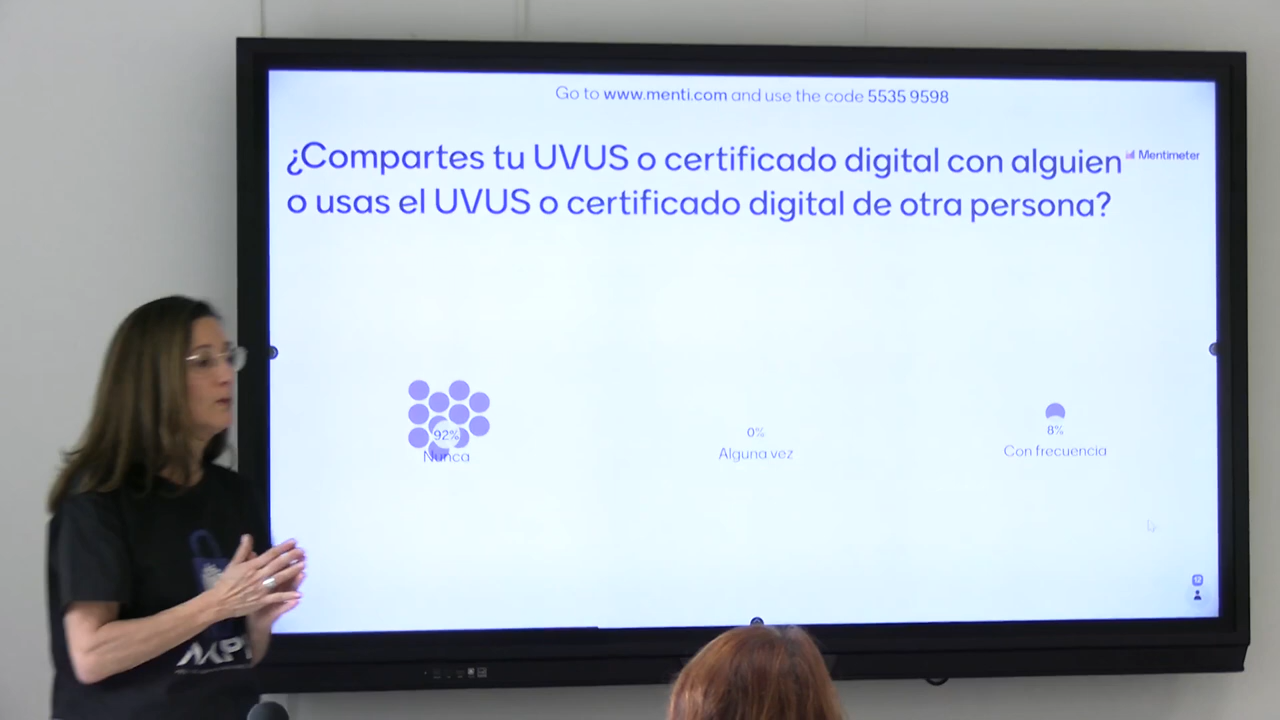 Go to www.menti.com and use the code 5535 9598
¿Compartes tu UVUS o certificado digital con alguien
o usas el UVUS o certificado digital de otra persona?
Mentimeter
92%
Nunca
0%
Alguna vez
8%
Con frecuencia
12